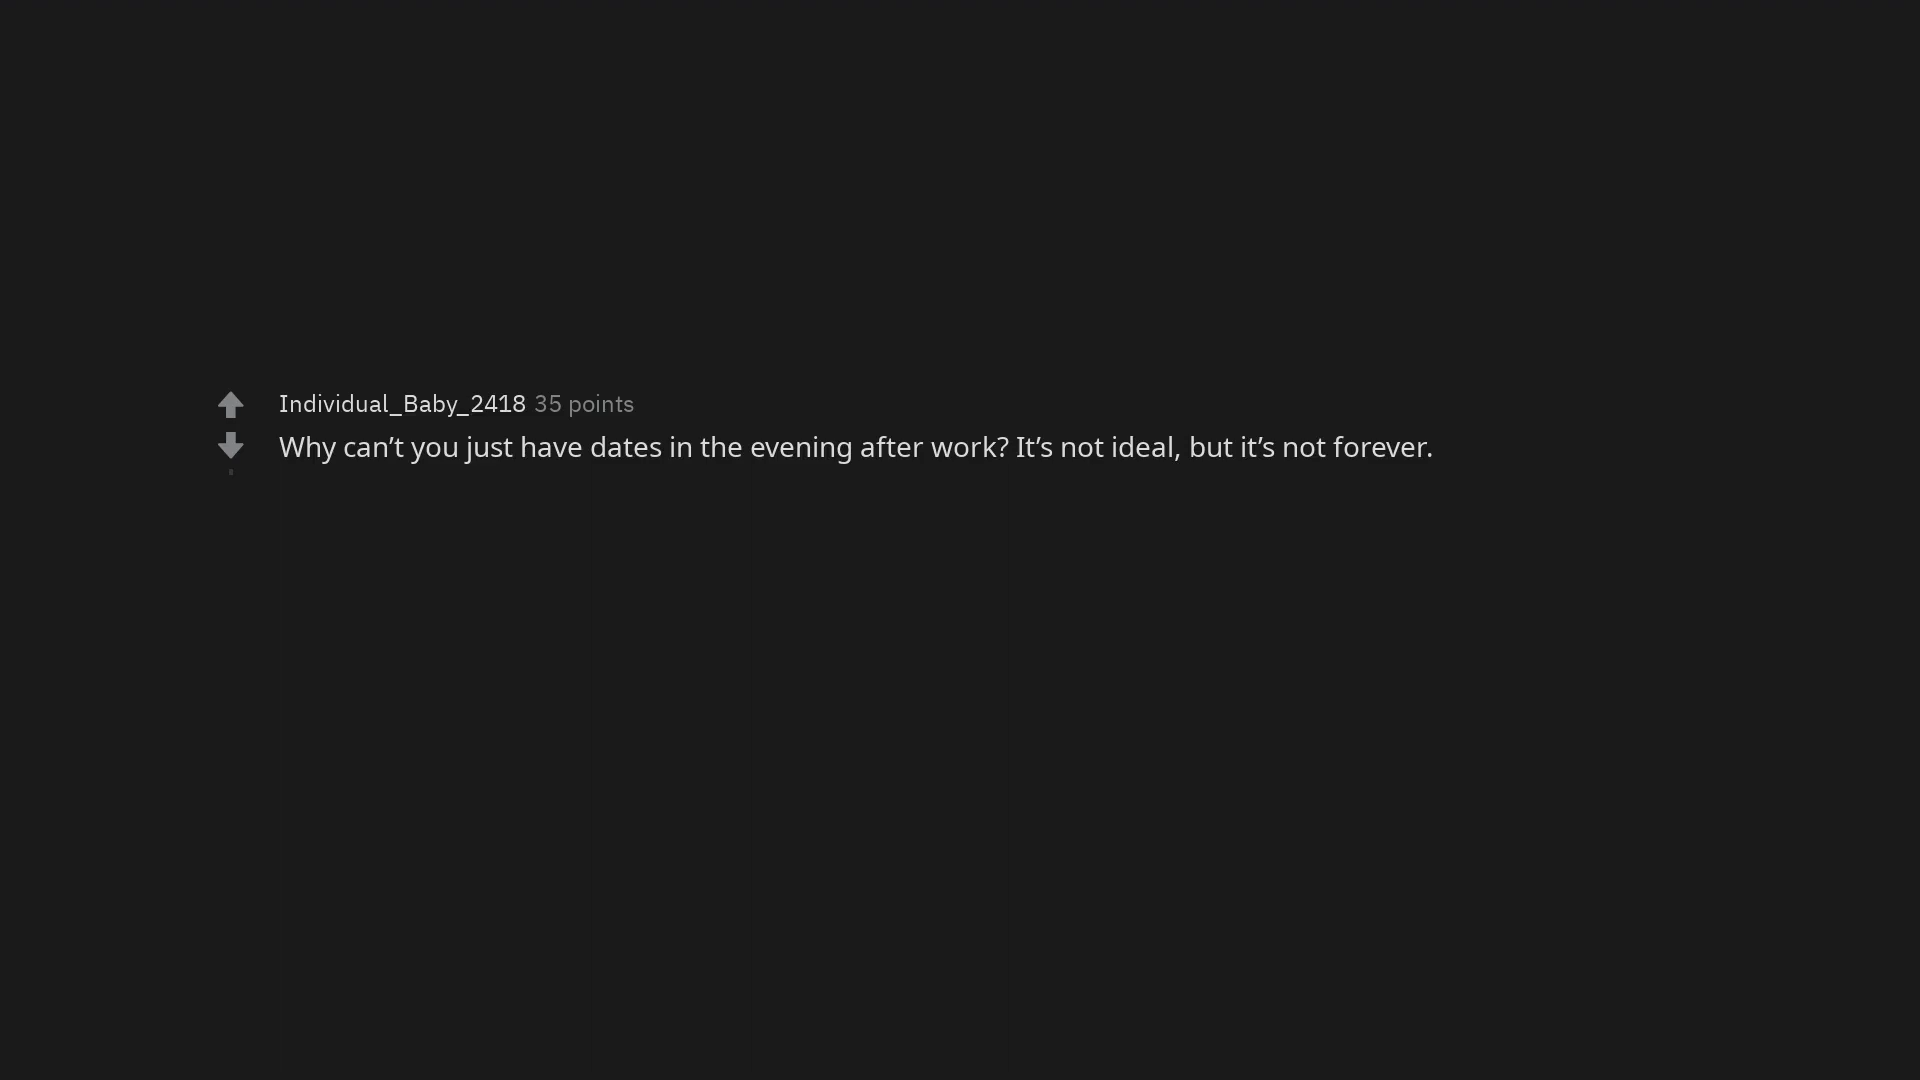 Individual_Baby_2418 35 points
Why can’t you just have dates in the evening after work? It’s not ideal, but it’s not forever.